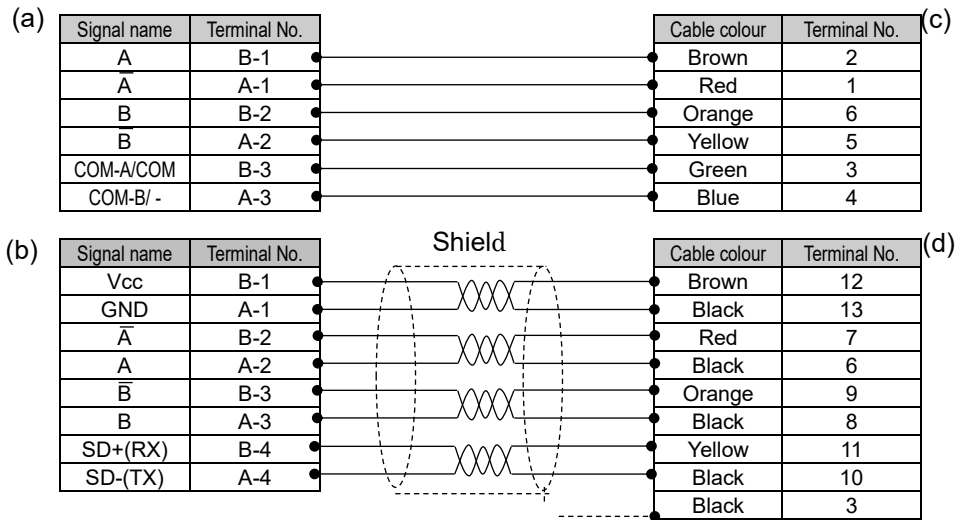 (a) Signal name Terminal No. Cable colour Terminal No. (c)
A B-1 Brown 2
A̅ A-1 Red 1
B B-2 Orange 6
B̅ A-2 Yellow 5
COM-A/COM B-3 Green 3
COM-B/ - A-3 Blue 4
Shield
(b) Signal name Terminal No. Cable colour Terminal No. (d)
Vcc B-1 Brown 12
GND A-1 Black 13
A̅ B-2 Red 7
A A-2 Black 6
B̅ B-3 Orange 9
B A-3 Black 8
SD+(RX) B-4 Yellow 11
SD-(TX) A-4 Black 10
Black 3